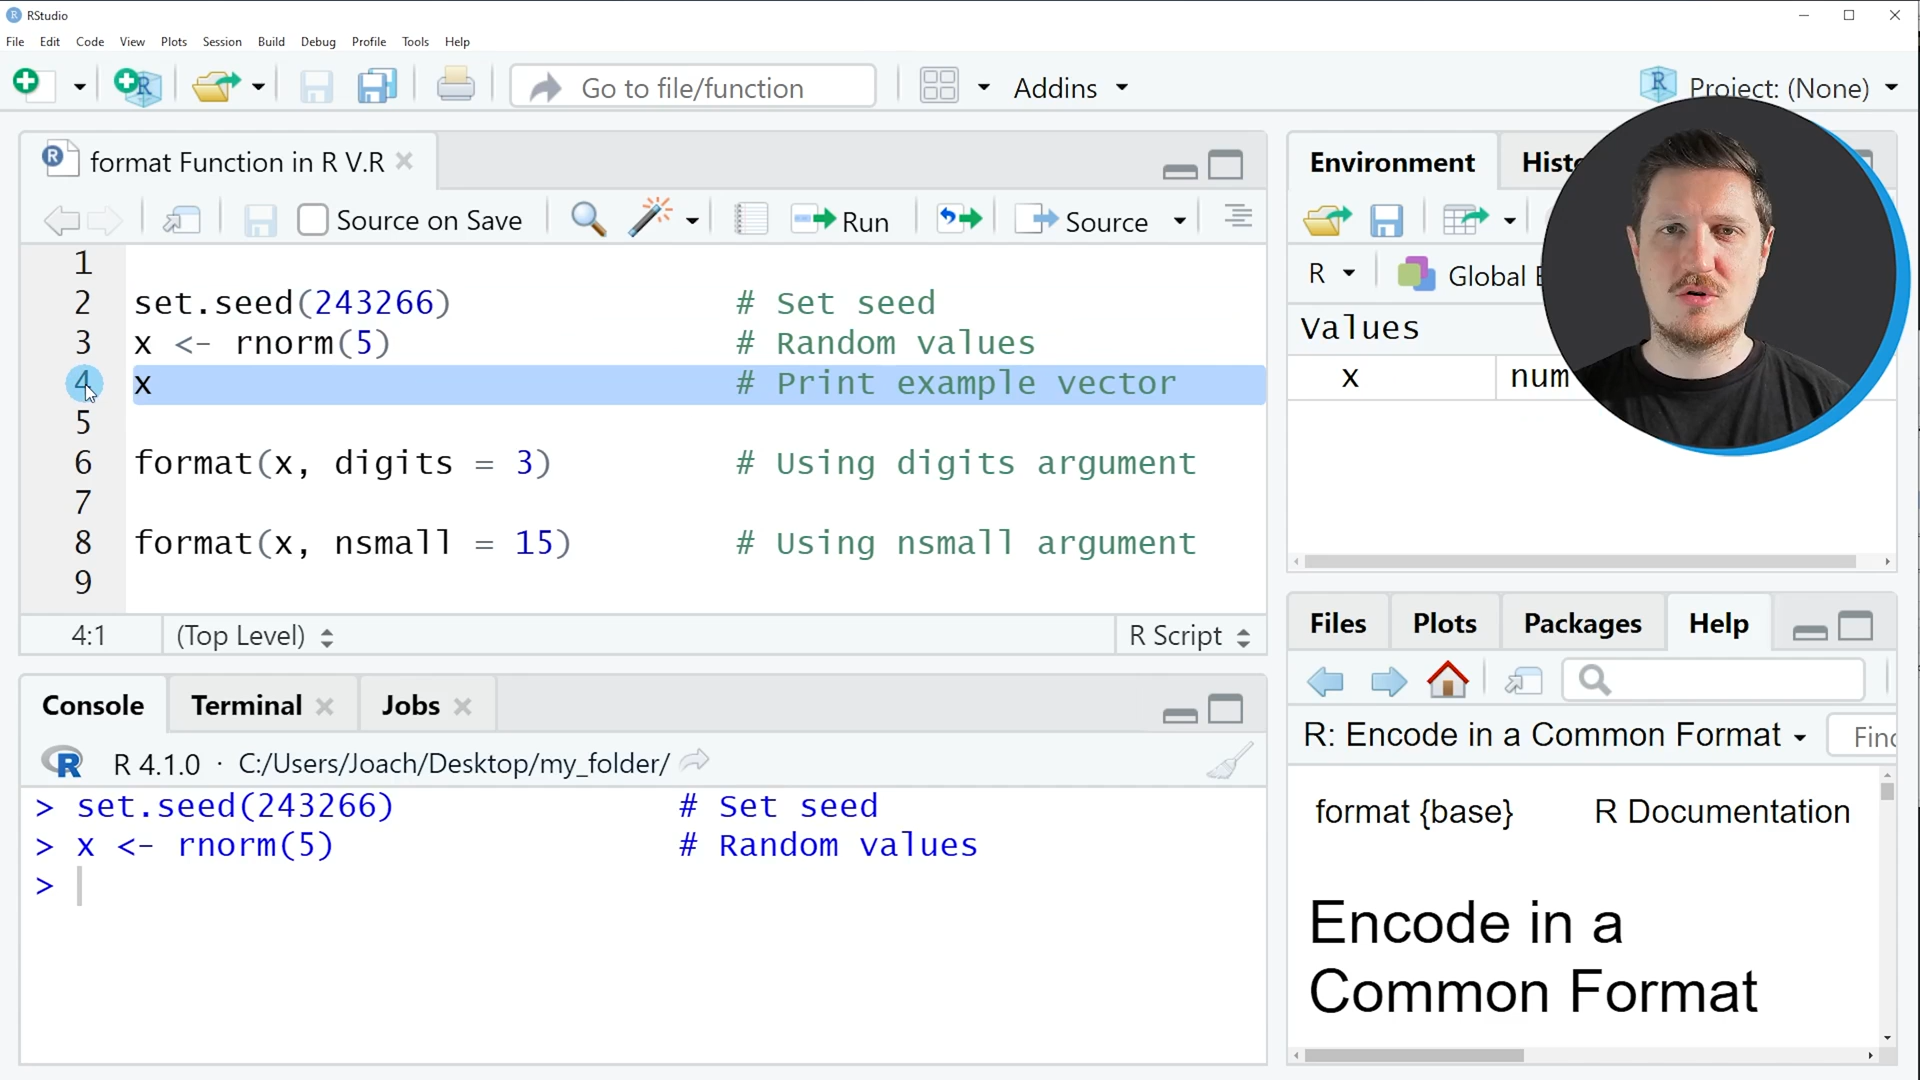 RStudio
File Edit Code View Plots Session Build Debug Profile Tools Help
Go to file/function
Addins
Project: (None)
format Function in R V.R
Source on Save
Run
Source
1
2 set.seed(243266) # Set seed
3 x <- rnorm(5) # Random values
4 x # Print example vector
5
6 format(x, digits = 3) # Using digits argument
7
8 format(x, nsmall = 15) # Using nsmall argument
9
4:1 (Top Level) R Script
Console Terminal Jobs
R 4.1.0 · C:/Users/Joach/Desktop/my_folder/
> set.seed(243266) # Set seed
> x <- rnorm(5) # Random values
>
Environment
R Global
Values
x num
Files Plots Packages Help
R: Encode in a Common Format
format {base} R Documentation
Encode in a
Common Format